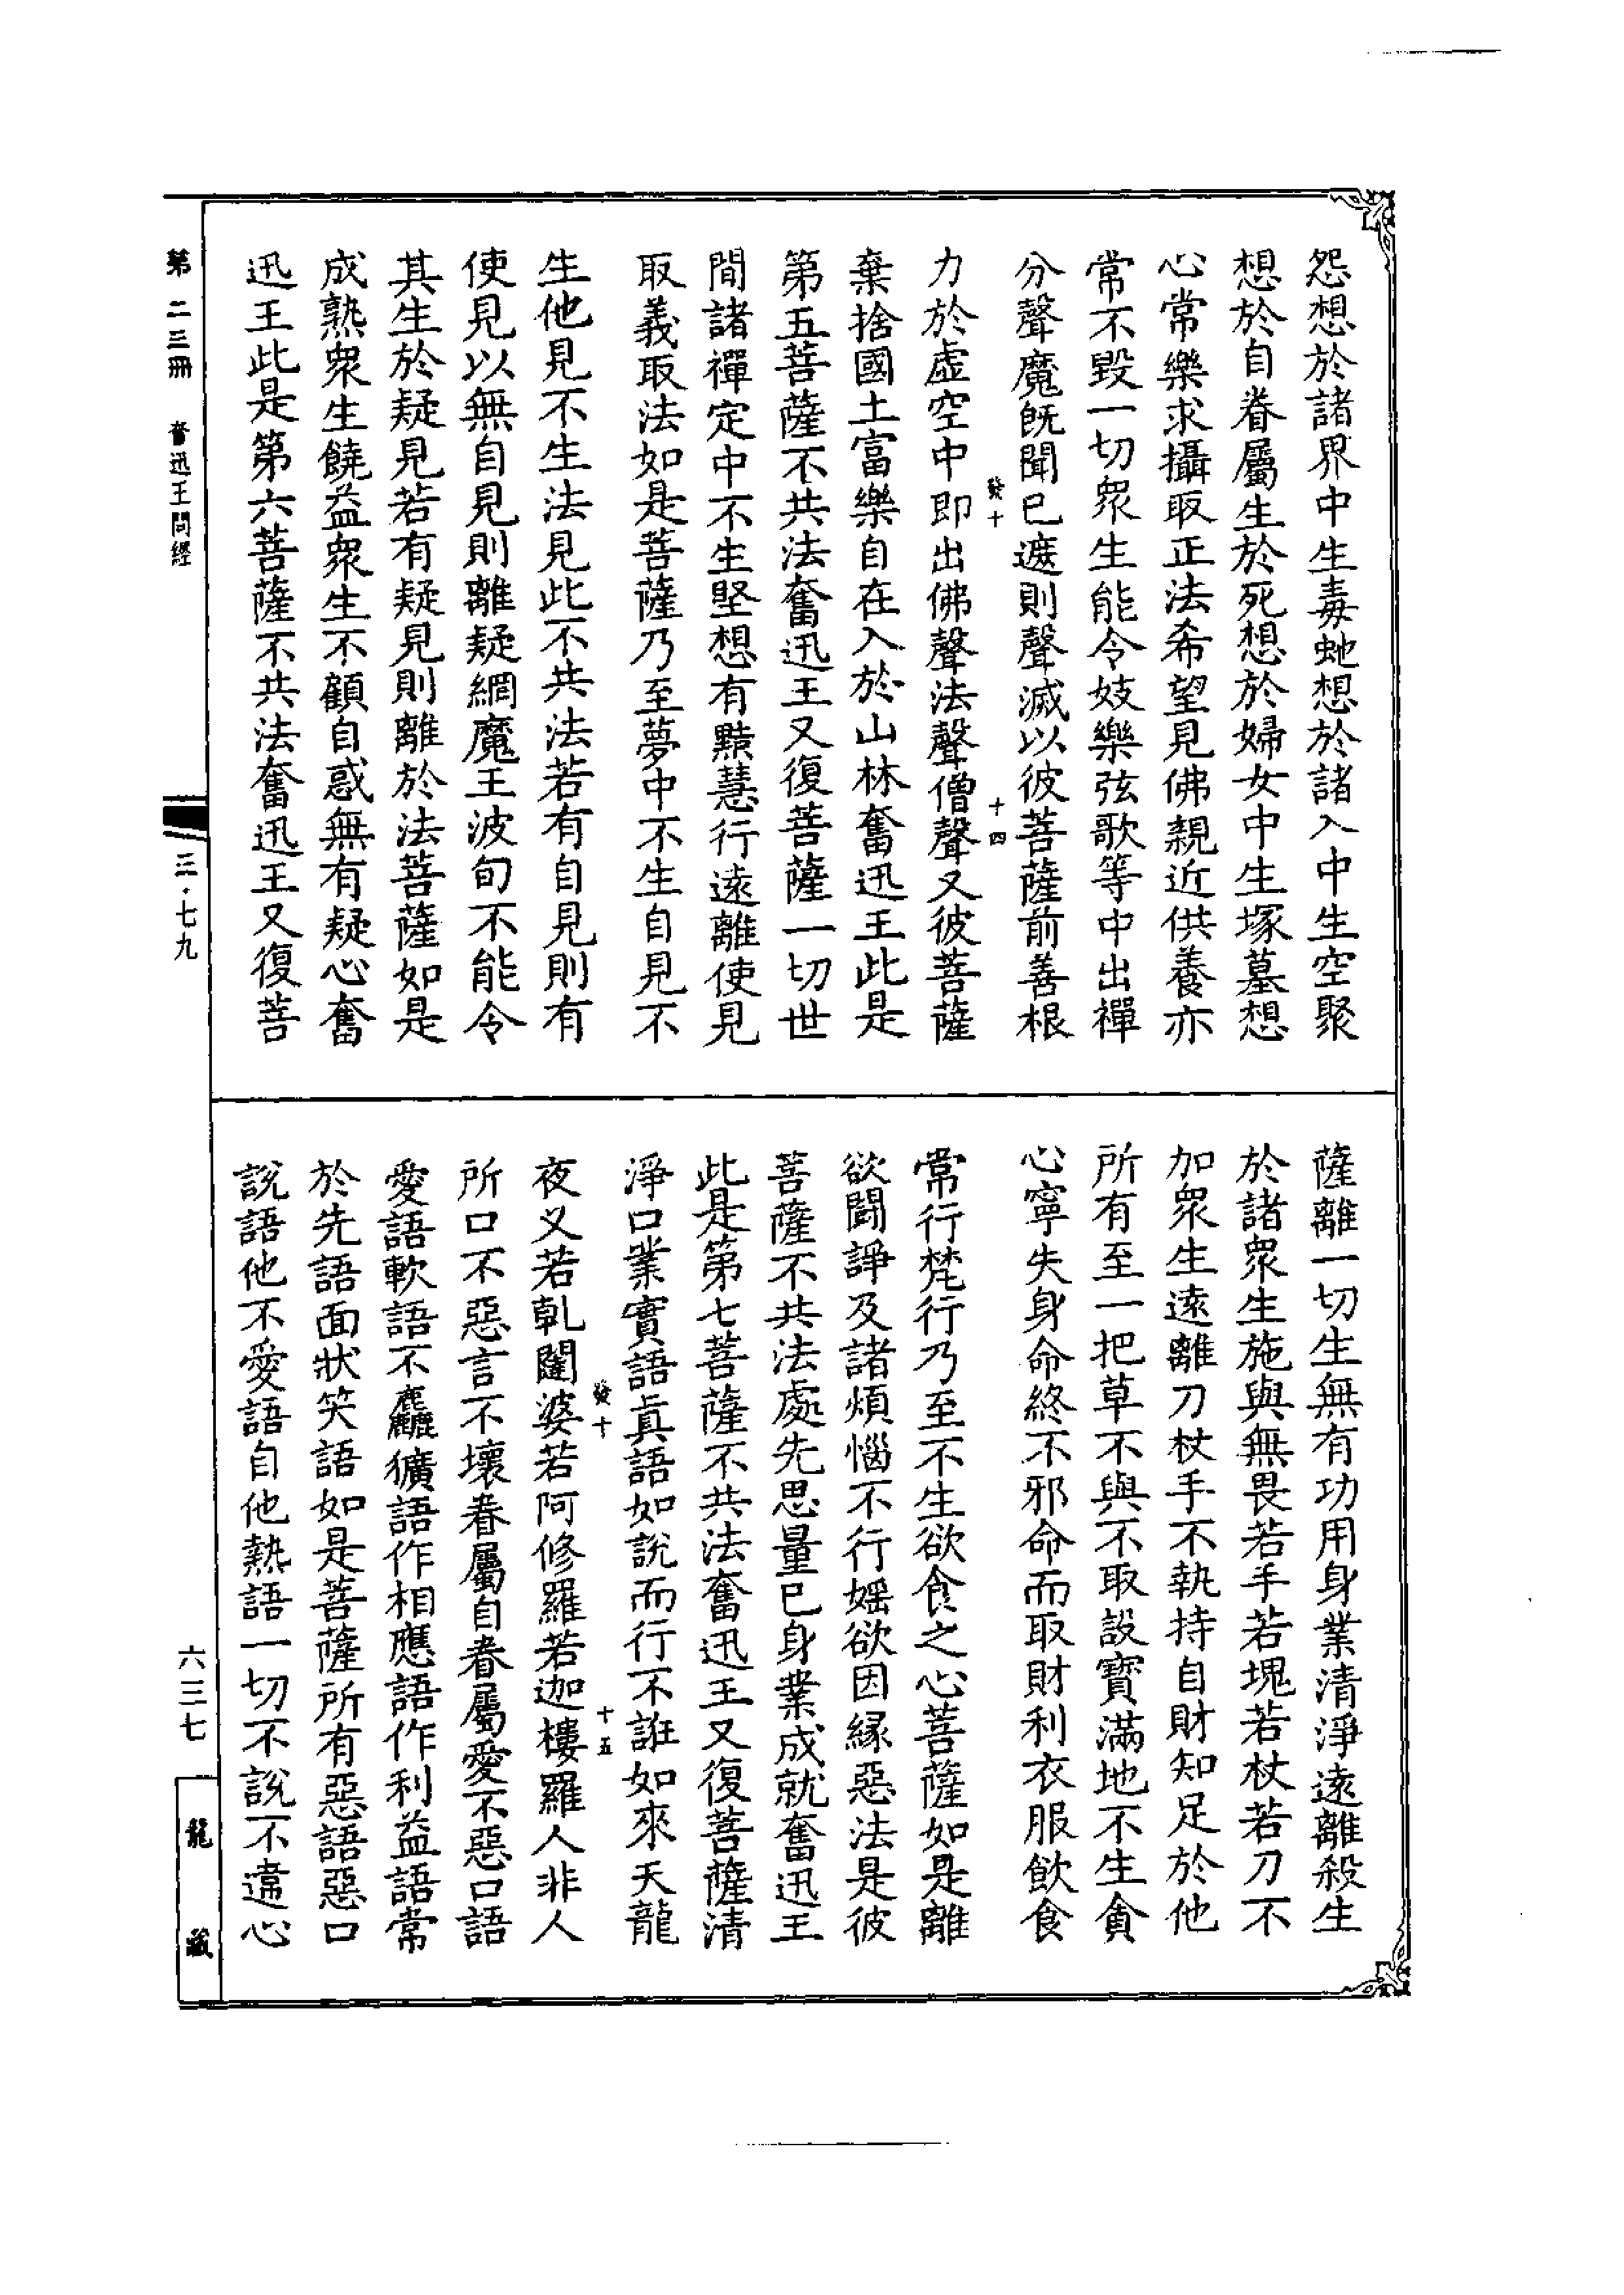 怨想於諸界中生毒虵想於諸入中生空聚
想於自眷屬生於死想於婦女中生塚墓想
心常樂求攝取正法希望見佛親近供養亦
常不毀一切衆生能令妓樂弦歌等中出禪
分聲魔旣聞已遮則聲滅以彼菩薩前善根
發十
十四
力於虛空中即出佛聲法聲僧聲又彼菩薩
棄捨國土富樂自在入於山林奮迅王此是
第五菩薩不共法奮迅王又復菩薩一切世
間諸禪定中不生堅想有黠慧行遠離使見
取義取法如是菩薩乃至夢中不生自見不
生他見不生法見此不共法若有自見則有
使見以無自見則離疑網魔王波旬不能令
其生於疑見若有疑見則離於法菩薩如是
成熟衆生饒益衆生不顧自惑無有疑心奮
迅王此是第六菩薩不共法奮迅王又復菩
薩離一切生無有功用身業清淨遠離殺生
於諸衆生施與無畏若手若塊若杖若刀不
加衆生遠離刀杖手不執持自財知足於他
所有至一把草不與不取設寶滿地不生貪
心寧失身命終不邪命而取財利衣服飮食
常行梵行乃至不生欲食之心菩薩如是離
欲鬪諍及諸煩惱不行婬欲因緣惡法是彼
菩薩不共法處先思量已身業成就奮迅王
此是第七菩薩不共法奮迅王又復菩薩清
淨口業實語眞語如說而行不誑如來天龍
發十
十五
夜叉若乹闥婆若阿修羅若迦樓羅人非人
所口不惡言不壞眷屬自眷屬愛不惡口語
愛語軟語不麤獷語作相應語作利益語常
於先語面狀笑語如是菩薩所有惡語惡口
說語他不愛語自他熱語一切不說不違心
第二三冊
奮迅王問經
三·七九
六三七
龍藏